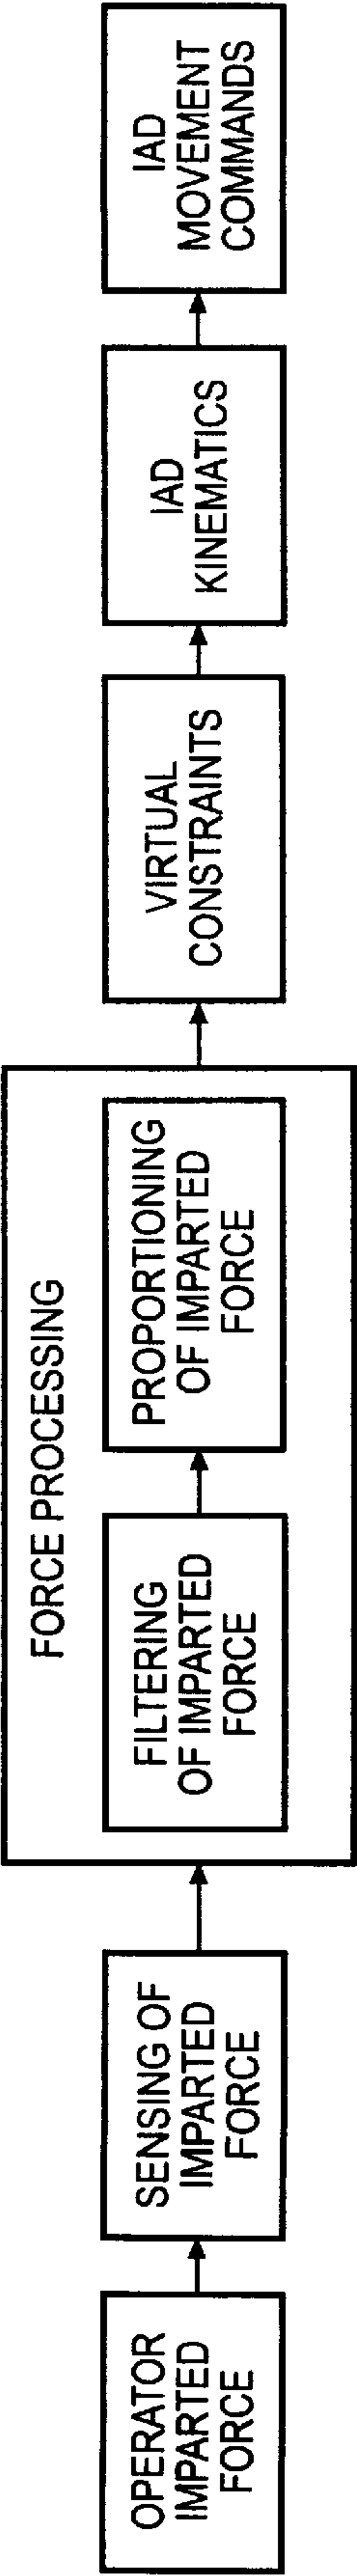 OPERATOR
IMPARTED
FORCE
SENSING OF
IMPARTED
FORCE
FORCE PROCESSING
FILTERING
OF IMPARTED
FORCE
PROPORTIONING
OF IMPARTED
FORCE
VIRTUAL
CONSTRAINTS
IAD
KINEMATICS
IAD
MOVEMENT
COMMANDS